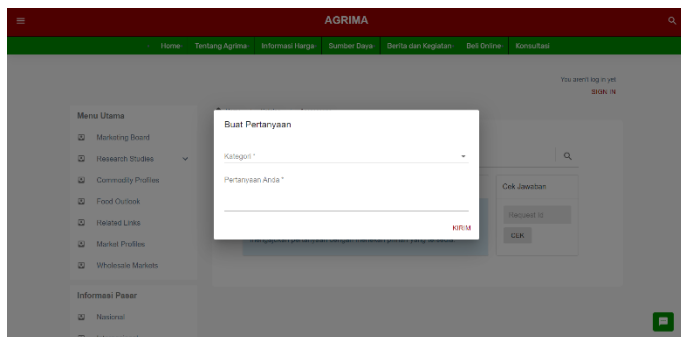 AGRIMA
Home Tentang Agrima Informasi Harga Sumber Daya Berita dan Kegiatan Beli Online Konsultasi
You aren't log in yet
SIGN IN
Menu Utama
Marketing Board
Research Studies
Commodity Profiles
Food Outlook
Related Links
Market Profiles
Wholesale Markets
Informasi Pasar
Nasional
Buat Pertanyaan
Kategori *
Pertanyaan Anda *
KIRIM
Cek Jawaban
Request Id
CEK